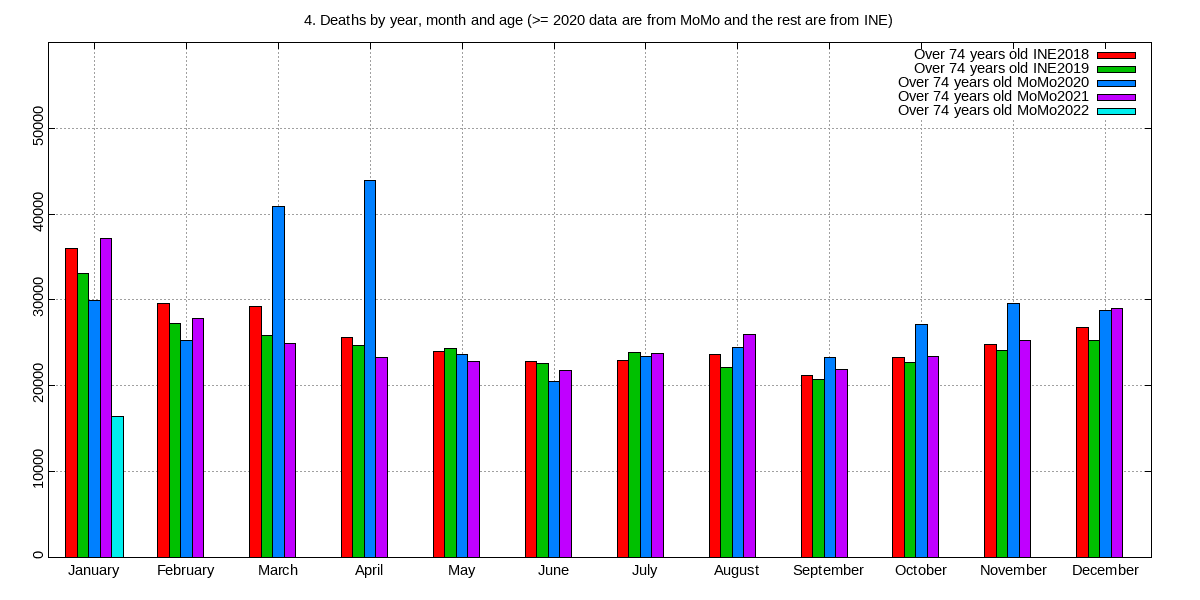 4. Deaths by year, month and age (>= 2020 data are from MoMo and the rest are from INE)
Over 74 years old INE2018
Over 74 years old INE2019
Over 74 years old MoMo2020
Over 74 years old MoMo2021
Over 74 years old MoMo2022
50000
40000
30000
20000
10000
0
January February March April May June July August September October November December